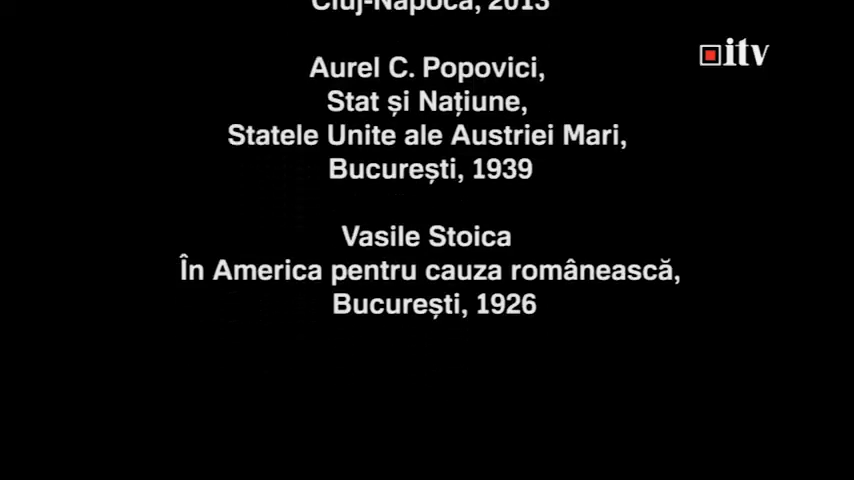 Cluj-Napoca, 2013
itv
Aurel C. Popovici,
Stat și Națiune,
Statele Unite ale Austriei Mari,
București, 1939
Vasile Stoica
În America pentru cauza românească,
București, 1926